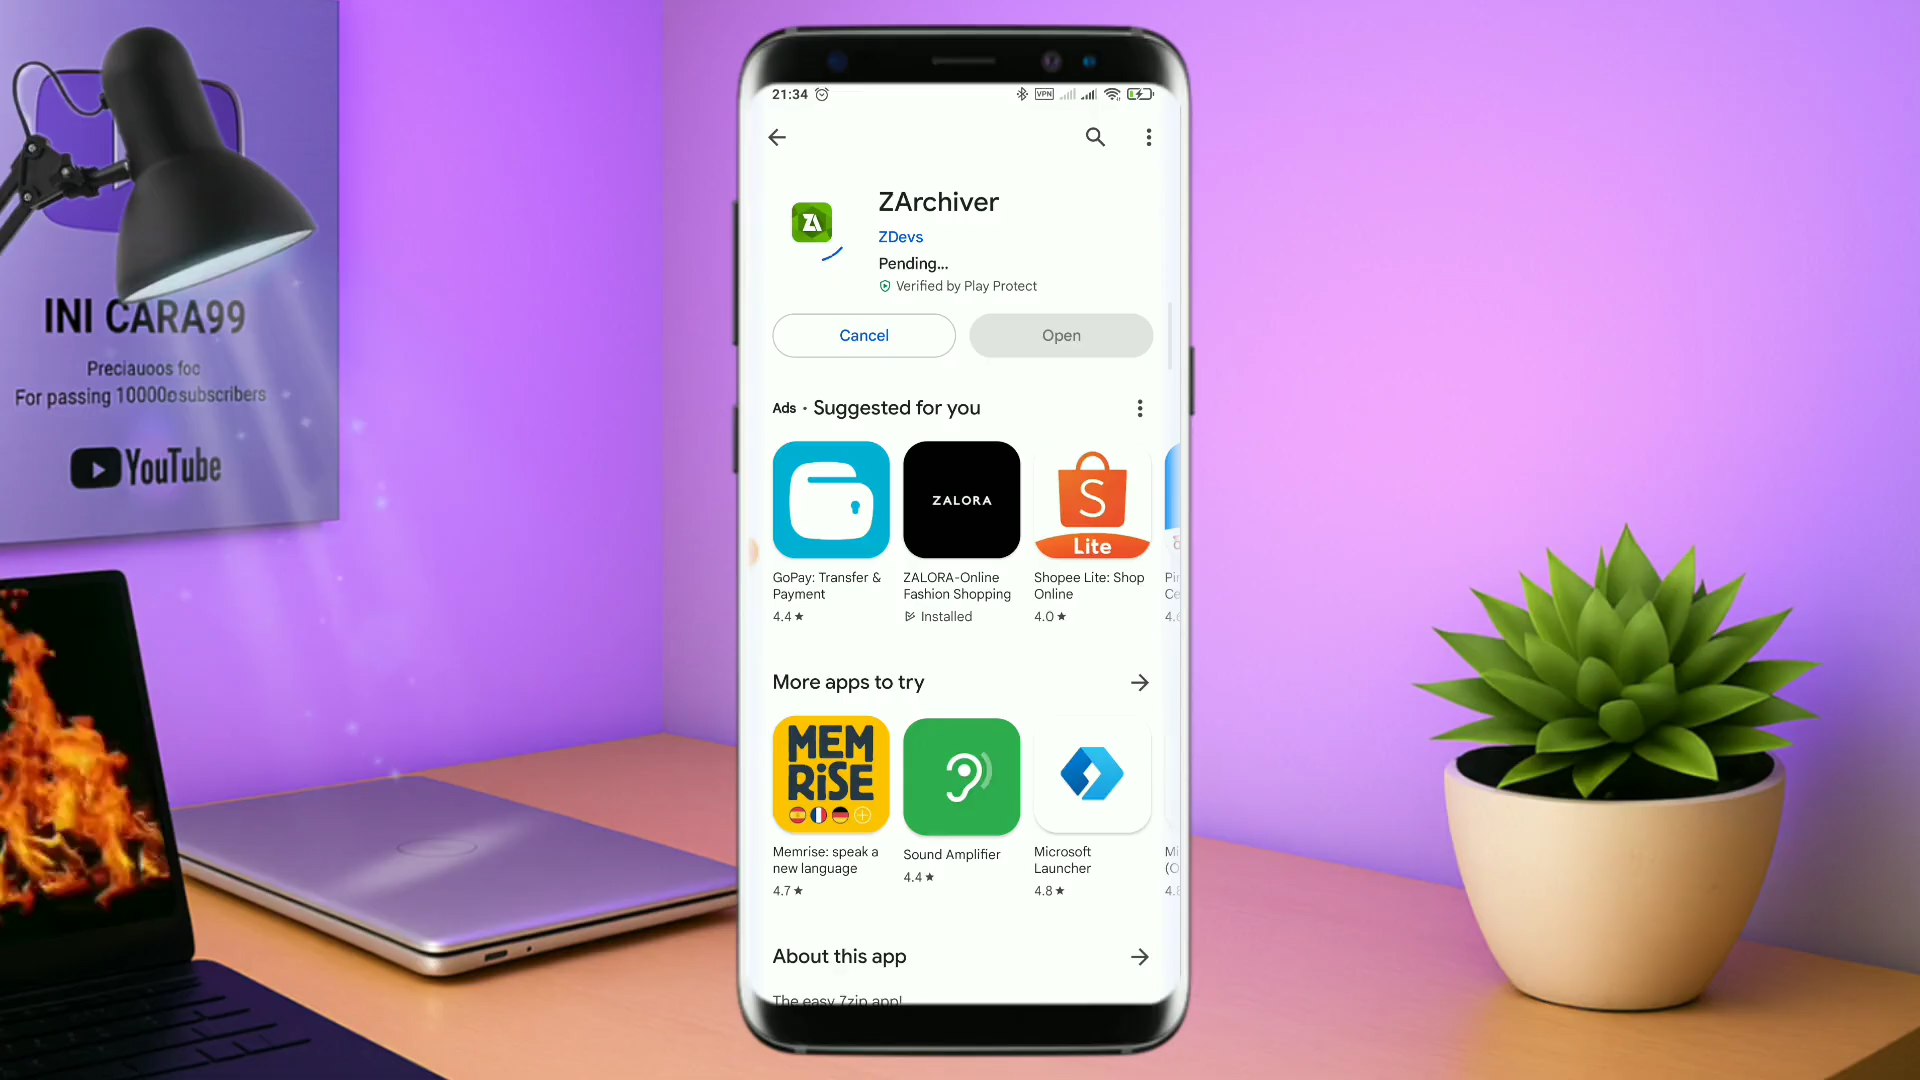 INI CARA99
Preciauoos foc
For passing 10000osubscribers
YouTube
21:34
VPN
ZArchiver
ZA
ZDevs
Pending...
Verified by Play Protect
Cancel
Open
Ads • Suggested for you
ZALORA
S
Lite
GoPay: Transfer &
Payment
4.4 ★
ZALORA-Online
Fashion Shopping
Installed
Shopee Lite: Shop
Online
4.0 ★
More apps to try
MEM
RiSE
Memrise: speak a
new language
4.7 ★
Sound Amplifier
4.4 ★
Microsoft
Launcher
4.8 ★
About this app
The easy 7zip app!